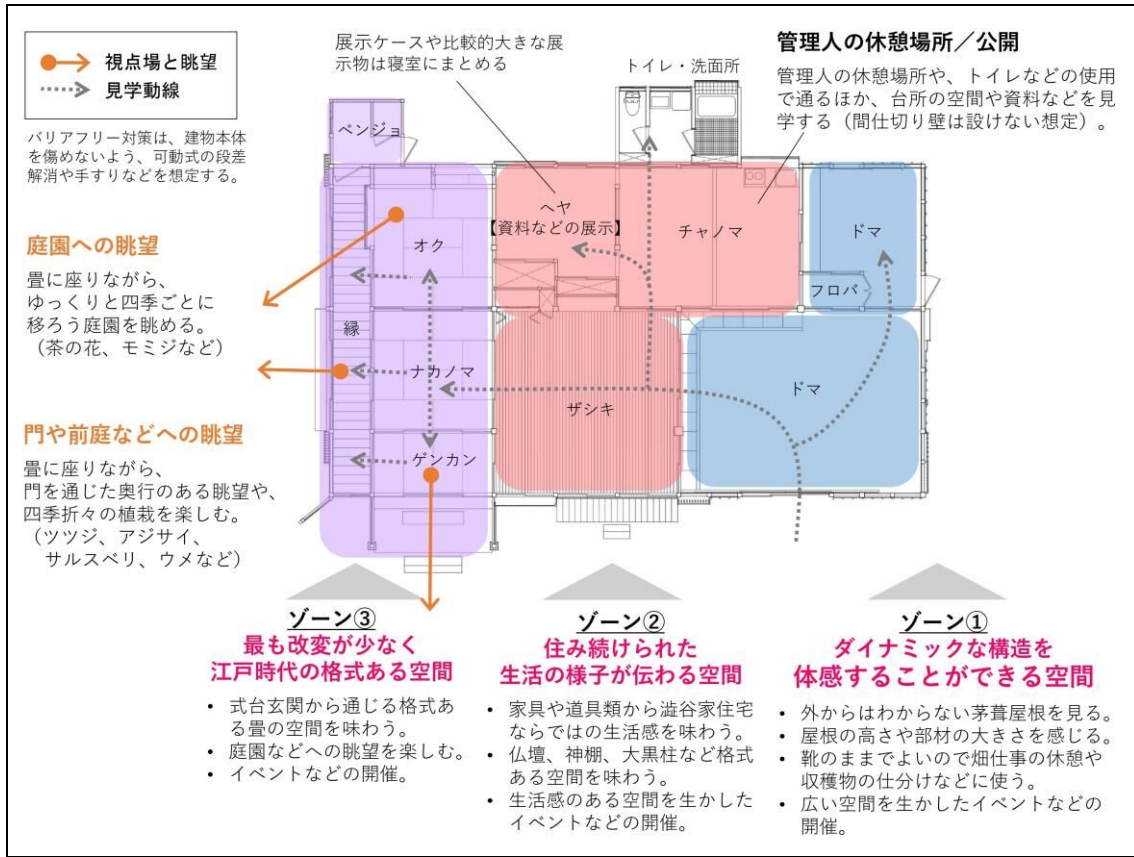 視点場と眺望
見学動線
バリアフリー対策は、建物本体
を傷めないよう、可動式の段差
解消や手すりなどを想定する。
展示ケースや比較的大きな展
示物は寝室にまとめる
トイレ・洗面所
管理人の休憩場所／公開
管理人の休憩場所や、トイレなどの使用
で通るほか、台所の空間や資料などを見
学する（間仕切り壁は設けない想定）。
ベンジョ
オク
ヘヤ
【資料などの展示】
チャノマ
ドマ
フロバ
縁
ナカノマ
ザシキ
ドマ
ゲンカン
庭園への眺望
畳に座りながら、
ゆっくりと四季ごとに
移ろう庭園を眺める。
（茶の花、モミジなど）
門や前庭などへの眺望
畳に座りながら、
門を通じた奥行のある眺望や、
四季折々の植栽を楽しむ。
（ツツジ、アジサイ、
サルスベリ、ウメなど）
ゾーン③
最も改変が少なく
江戸時代の格式ある空間
• 式台玄関から通じる格式あ
る畳の空間を味わう。
• 庭園などへの眺望を楽しむ。
• イベントなどの開催。
ゾーン②
住み続けられた
生活の様子が伝わる空間
• 家具や道具類から澁谷家住宅
ならではの生活感を味わう。
• 仏壇、神棚、大黒柱など格式
ある空間を味わう。
• 生活感のある空間を生かした
イベントなどの開催。
ゾーン①
ダイナミックな構造を
体感することができる空間
• 外からはわからない茅葺屋根を見る。
• 屋根の高さや部材の大きさを感じる。
• 靴のままでよいので畑仕事の休憩や
収穫物の仕分けなどに使う。
• 広い空間を生かしたイベントなどの
開催。